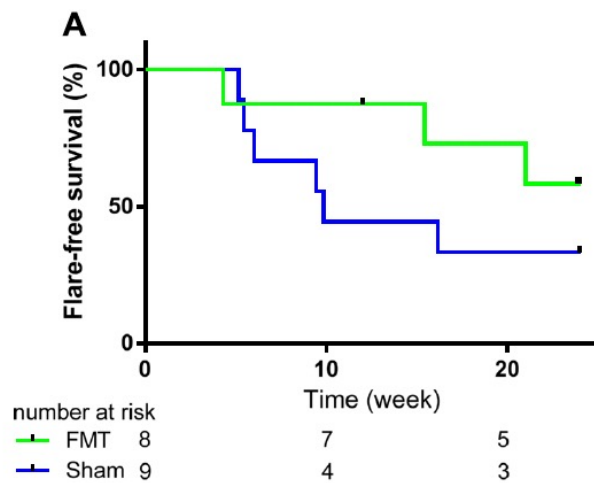 A
Flare-free survival (%)
100
50
0
0 10 20
Time (week)
number at risk
FMT 8 7 5
Sham 9 4 3